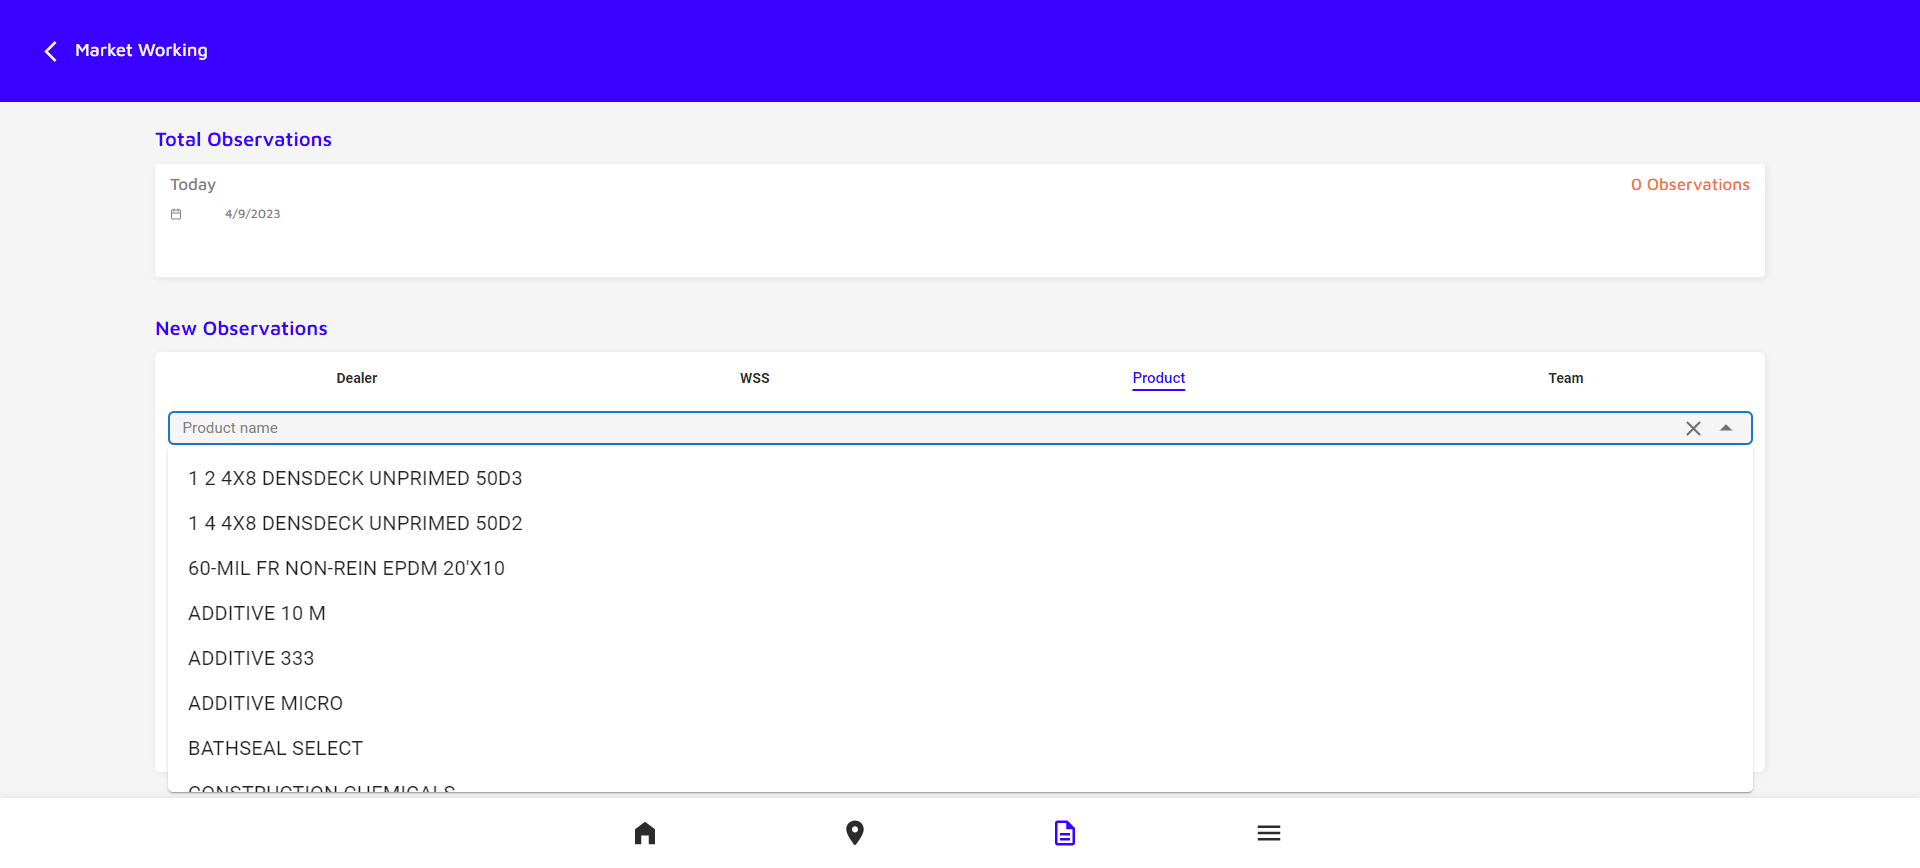 Market Working
Total Observations
Today
0 Observations
4/9/2023
New Observations
Dealer
WSS
Product
Team
Product name
1 2 4X8 DENSDECK UNPRIMED 50D3
1 4 4X8 DENSDECK UNPRIMED 50D2
60-MIL FR NON-REIN EPDM 20'X10
ADDITIVE 10 M
ADDITIVE 333
ADDITIVE MICRO
BATHSEAL SELECT
CONSTRUCTION CHEMICALS